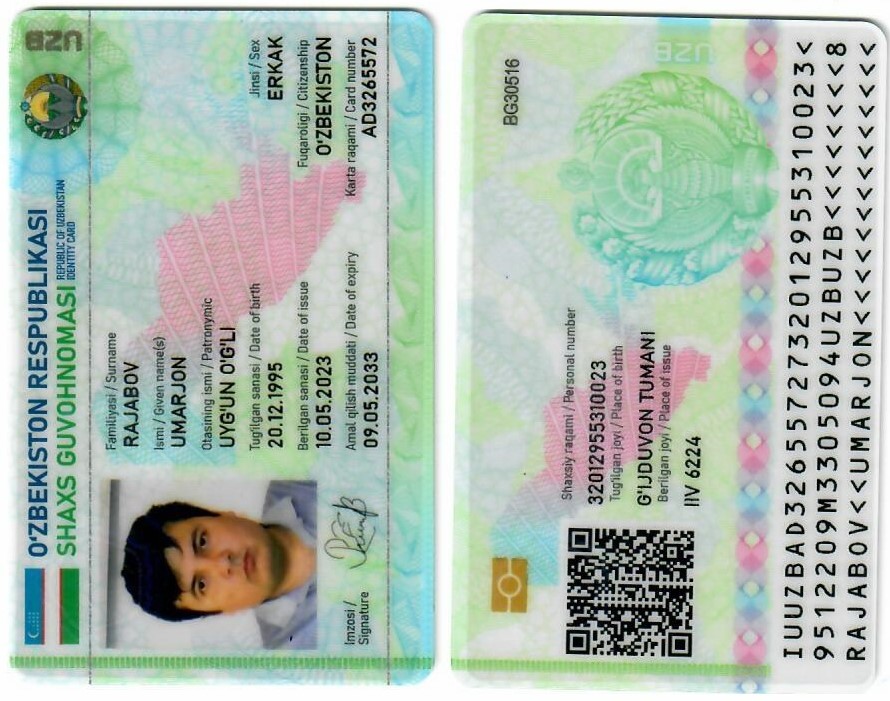 O'ZBEKISTON RESPUBLIKASI
SHAXS GUVOHNOMASI REPUBLIC OF UZBEKISTAN IDENTITY CARD
UZB
Familiyasi / Surname
RAJABOV
Ismi / Given name(s)
UMARJON
Otasining ismi / Patronymic
UYG'UN O'G'LI
Tug'ilgan sanasi / Date of birth
20.12.1995
Jinsi / Sex
ERKAK
Berilgan sanasi / Date of issue
10.05.2023
Fuqaroligi / Citizenship
O'ZBEKISTON
Imzosi / Signature
Amal qilish muddati / Date of expiry
09.05.2033
Karta raqami / Card number
AD3265572
BG30516
Shaxsiy raqami / Personal number
32012955310023
Tug'ilgan joyi / Place of birth
G'IJDUVON TUMANI
Berilgan joyi / Place of issue
IIV 6224
UZB
IUUZBAD3265572732012955310023<
9512209M3305094UZBUZB<<<<<<<8
RAJABOV<<UMARJON<<<<<<<<<<<<<<